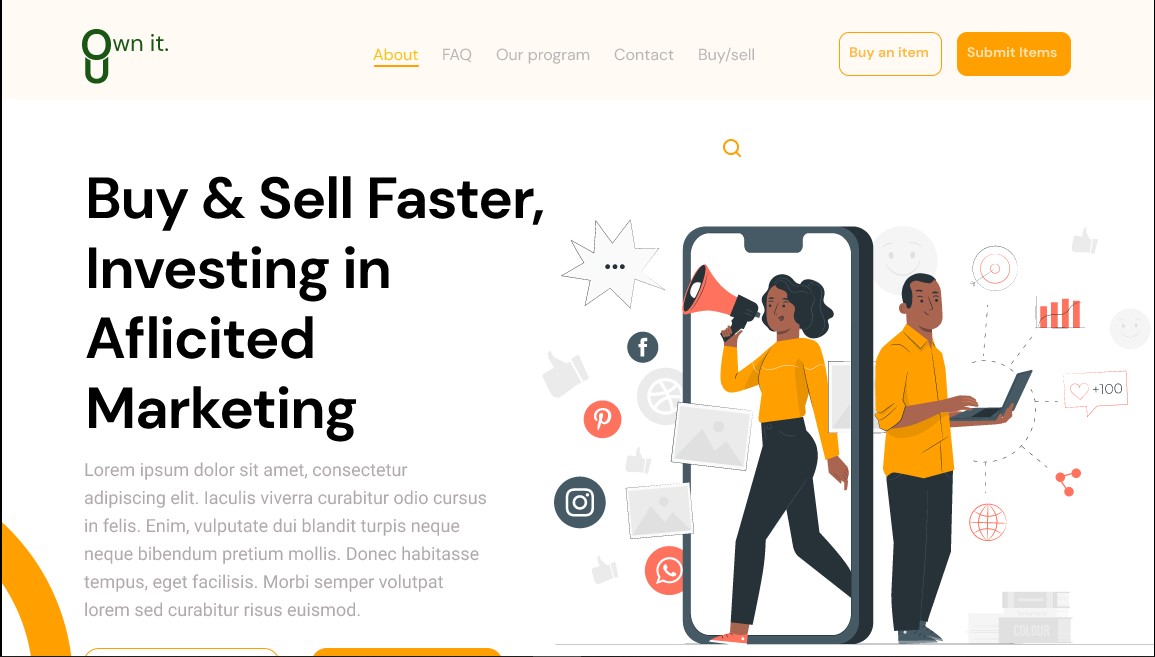 Own it.
About
FAQ
Our program
Contact
Buy/sell
Buy an item
Submit Items
Buy & Sell Faster,
Investing in
Aflicited
Marketing
Lorem ipsum dolor sit amet, consectetur
adipiscing elit. Iaculis viverra curabitur odio cursus
in felis. Enim, vulputate dui blandit turpis neque
neque bibendum pretium mollis. Donec habitasse
tempus, eget facilisis. Morbi semper volutpat
lorem sed curabitur risus euismod.
+100
COLOUR